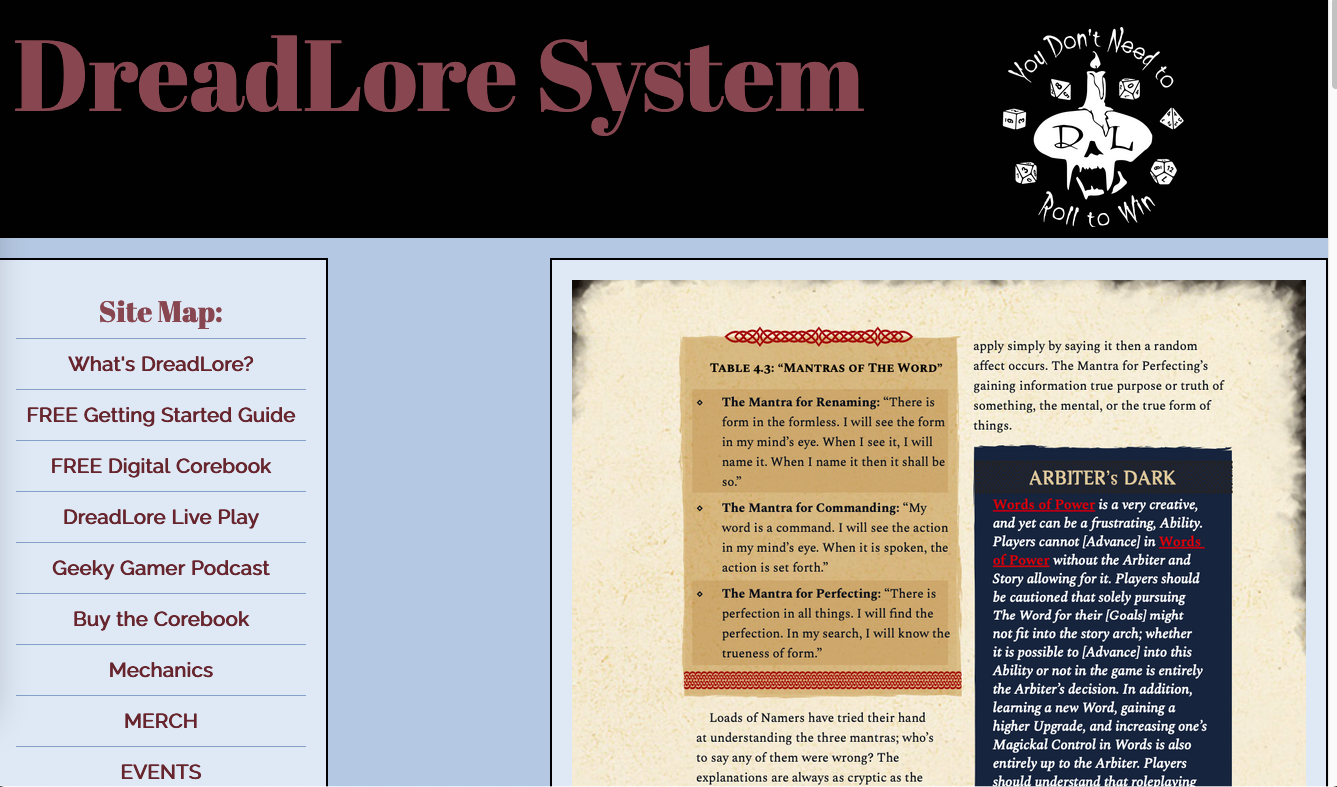 DreadLore System
You Don't Need to
D L
Roll to Win
Site Map:
What's DreadLore?
FREE Getting Started Guide
FREE Digital Corebook
DreadLore Live Play
Geeky Gamer Podcast
Buy the Corebook
Mechanics
MERCH
EVENTS
TABLE 4.3: “MANTRAS OF THE WORD”
The Mantra for Renaming: “There is
form in the formless. I will see the form
in my mind’s eye. When I see it, I will
name it. When I name it then it shall be
so.”
The Mantra for Commanding: “My
word is a command. I will see the action
in my mind’s eye. When it is spoken, the
action is set forth.”
The Mantra for Perfecting: “There is
perfection in all things. I will find the
perfection. In my search, I will know the
trueness of form.”
Loads of Namers have tried their hand
at understanding the three mantras; who’s
to say any of them were wrong? The
explanations are always as cryptic as the
apply simply by saying it then a random
affect occurs. The Mantra for Perfecting’s
gaining information true purpose or truth of
something, the mental, or the true form of
things.
ARBITER’s DARK
Words of Power is a very creative,
and yet can be a frustrating, Ability.
Players cannot [Advance] in Words
of Power without the Arbiter and
Story allowing for it. Players should
be cautioned that solely pursuing
The Word for their [Goals] might
not fit into the story arch; whether
it is possible to [Advance] into this
Ability or not in the game is entirely
the Arbiter’s decision. In addition,
learning a new Word, gaining a
higher Upgrade, and increasing one’s
Magickal Control in Words is also
entirely up to the Arbiter. Players
should understand that roleplaying